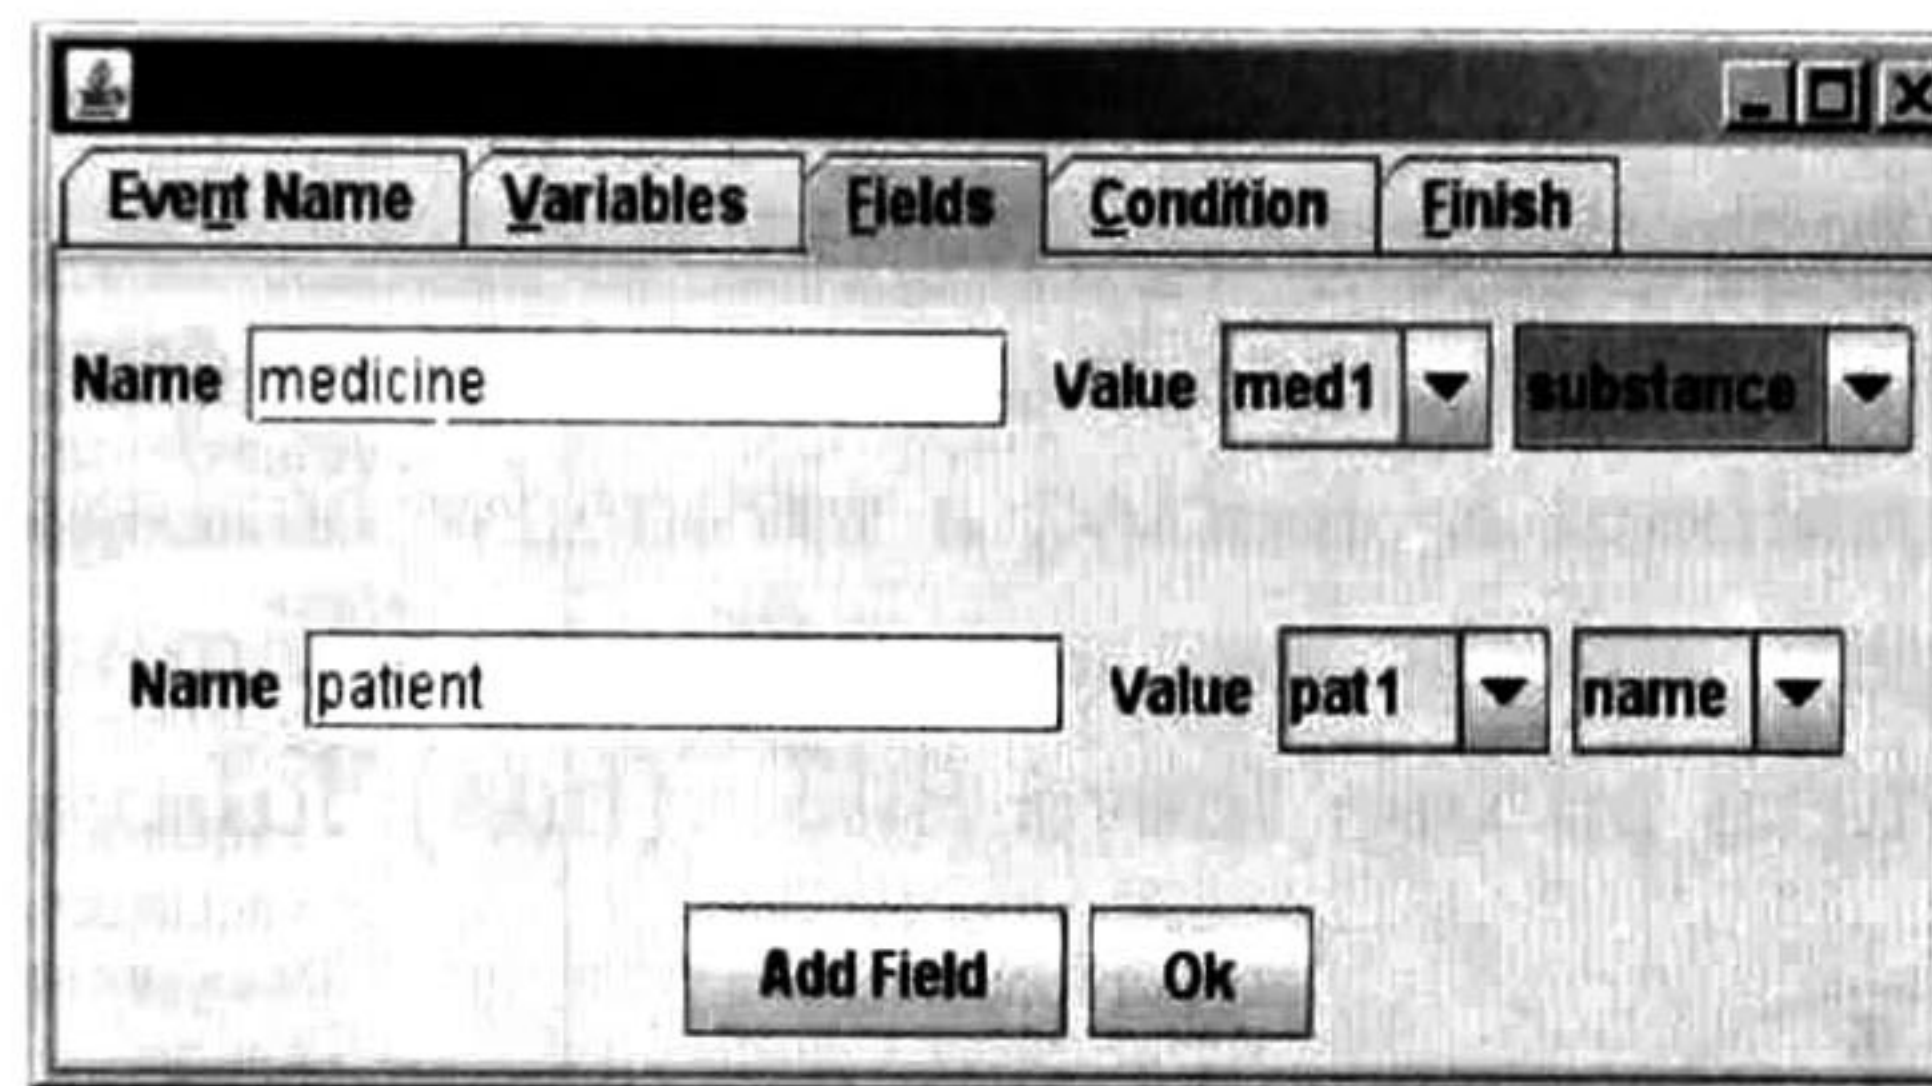 Event Name Variables Fields Condition Finish
Name medicine Value med1 substance
Name patient Value pat1 name
Add Field Ok